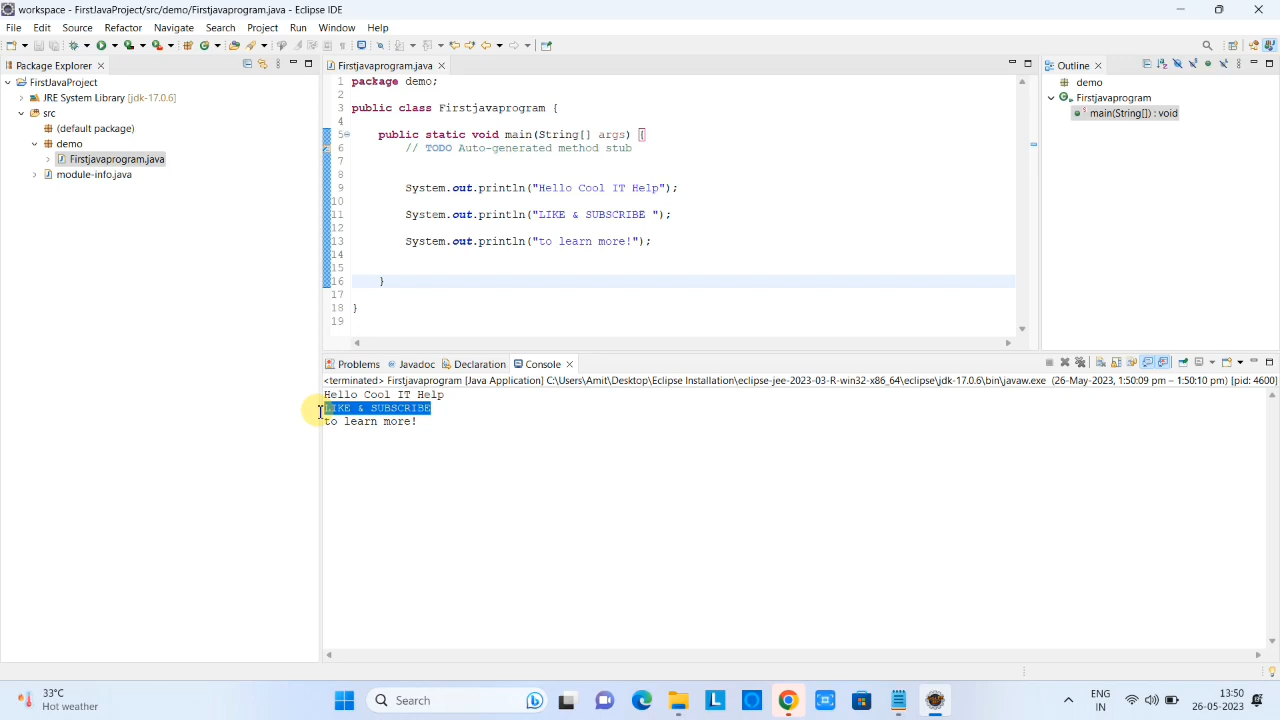 workspace - FirstJavaProject/src/demo/Firstjavaprogram.java - Eclipse IDE
File Edit Source Refactor Navigate Search Project Run Window Help
Package Explorer
FirstJavaProject
JRE System Library [jdk-17.0.6]
src
(default package)
demo
Firstjavaprogram.java
module-info.java
Firstjavaprogram.java
1 package demo;
2
3 public class Firstjavaprogram {
4
5 public static void main(String[] args) {
6 // TODO Auto-generated method stub
7
8
9 System.out.println("Hello Cool IT Help");
10
11 System.out.println("LIKE & SUBSCRIBE ");
12
13 System.out.println("to learn more!");
14
15
16 }
17
18 }
19
Outline
demo
Firstjavaprogram
main(String[]) : void
Problems Javadoc Declaration Console
<terminated> Firstjavaprogram [Java Application] C:\Users\Amit\Desktop\Eclipse Installation\eclipse-jee-2023-03-R-win32-x86_64\eclipse\jdk-17.0.6\bin\javaw.exe (26-May-2023, 1:50:09 pm – 1:50:10 pm) [pid: 4600]
Hello Cool IT Help
LIKE & SUBSCRIBE
to learn more!
33°C
Hot weather
Search
ENG
IN
13:50
26-05-2023